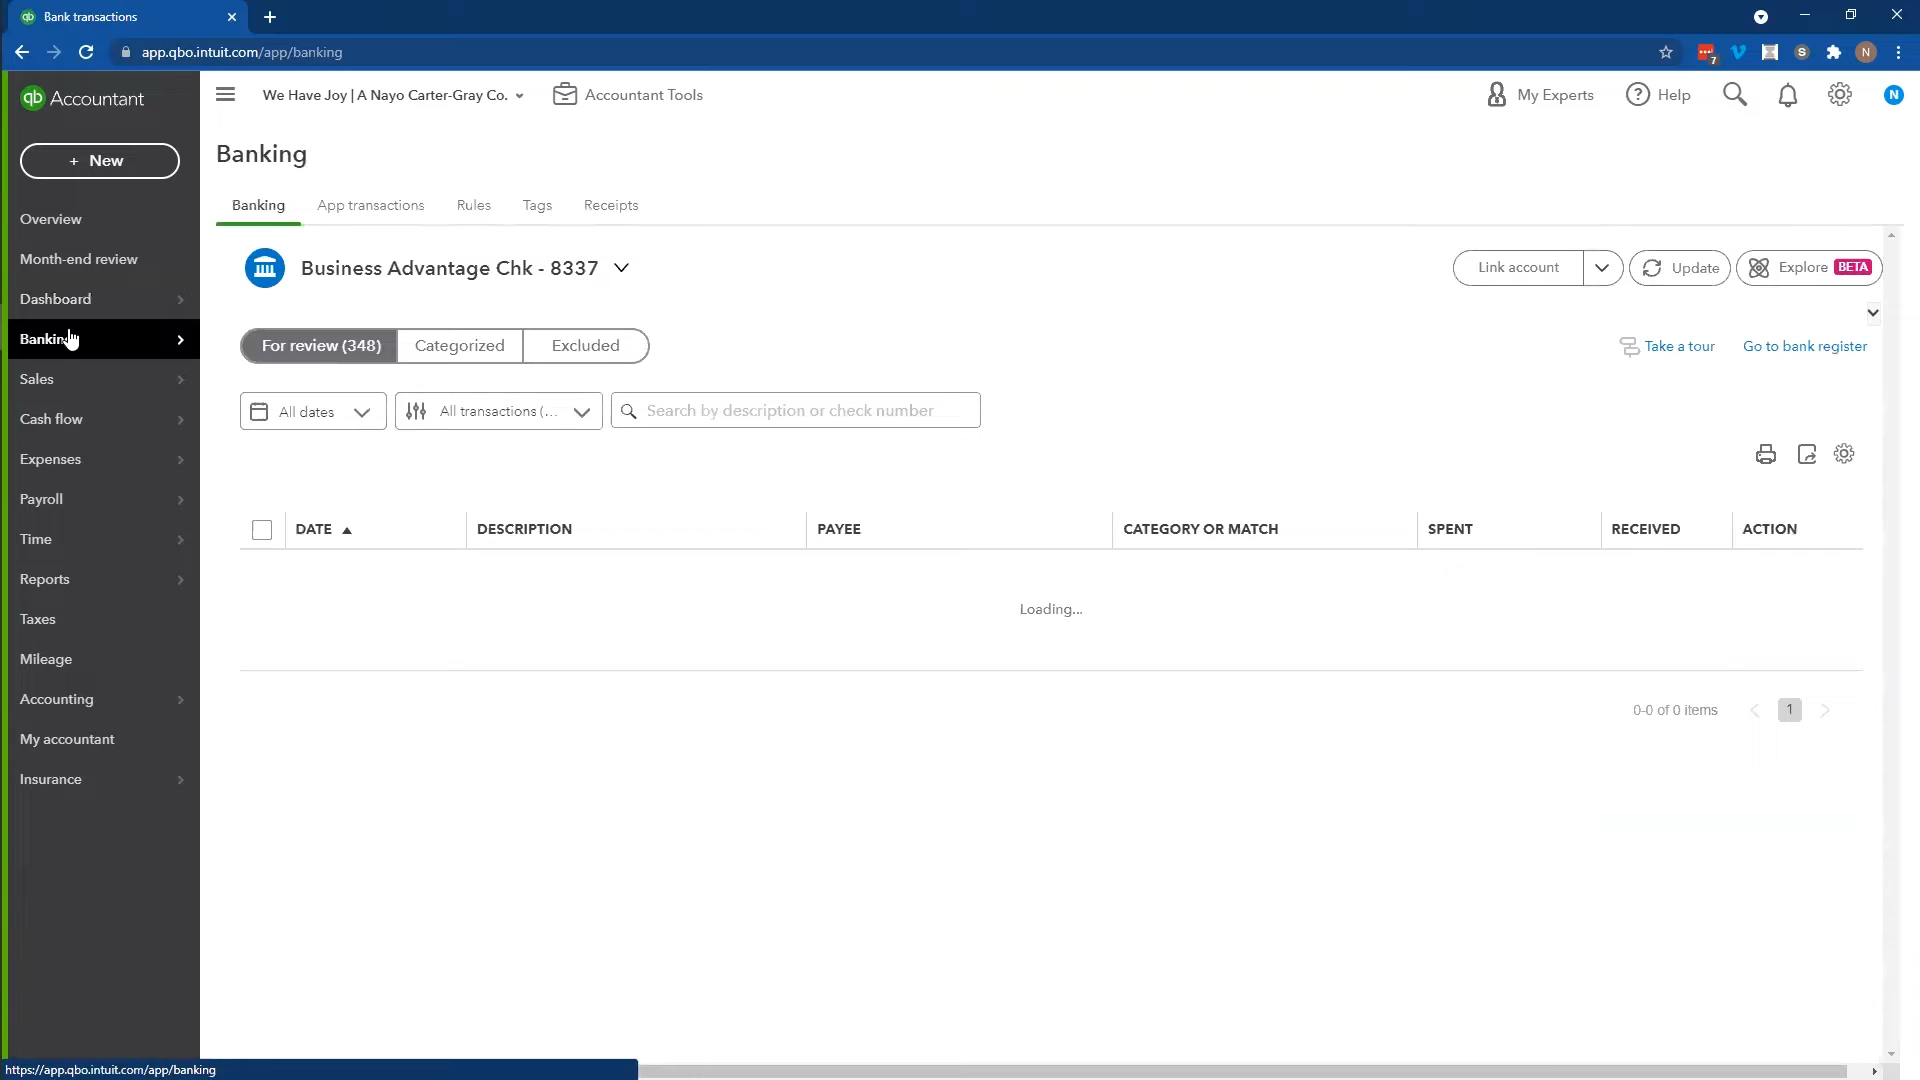 Bank transactions
app.qbo.intuit.com/app/banking
7
S
N
qb Accountant
We Have Joy | A Nayo Carter-Gray Co.
Accountant Tools
My Experts
Help
N
+ New
Banking
Overview
Banking
App transactions
Rules
Tags
Receipts
Month-end review
Business Advantage Chk - 8337
Link account
Update
Explore BETA
Dashboard
Banking
For review (348)
Categorized
Excluded
Take a tour
Go to bank register
Sales
Cash flow
All dates
All transactions (...
Search by description or check number
Expenses
Payroll
Time
DATE
DESCRIPTION
PAYEE
CATEGORY OR MATCH
SPENT
RECEIVED
ACTION
Reports
Loading...
Taxes
Mileage
Accounting
0-0 of 0 items
1
My accountant
Insurance
https://app.qbo.intuit.com/app/banking